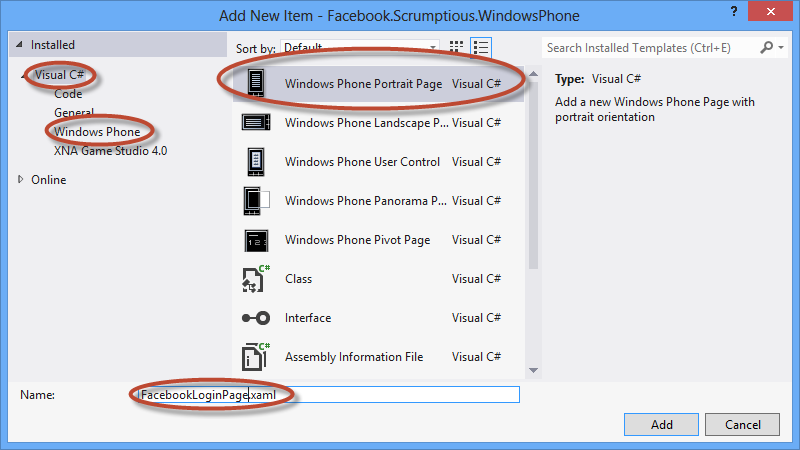 Add New Item - Facebook.Scrumptious.WindowsPhone
? X
Installed
Sort by: Default
Search Installed Templates (Ctrl+E)
Visual C#
Code
General
Windows Phone
XNA Game Studio 4.0
Online
Windows Phone Portrait Page Visual C#
Windows Phone Landscape P... Visual C#
Windows Phone User Control Visual C#
Windows Phone Panorama P... Visual C#
Windows Phone Pivot Page Visual C#
Class Visual C#
Interface Visual C#
Assembly Information File Visual C#
Type: Visual C#
Add a new Windows Phone Page with
portrait orientation
Name: FacebookLoginPage.xaml
Add Cancel